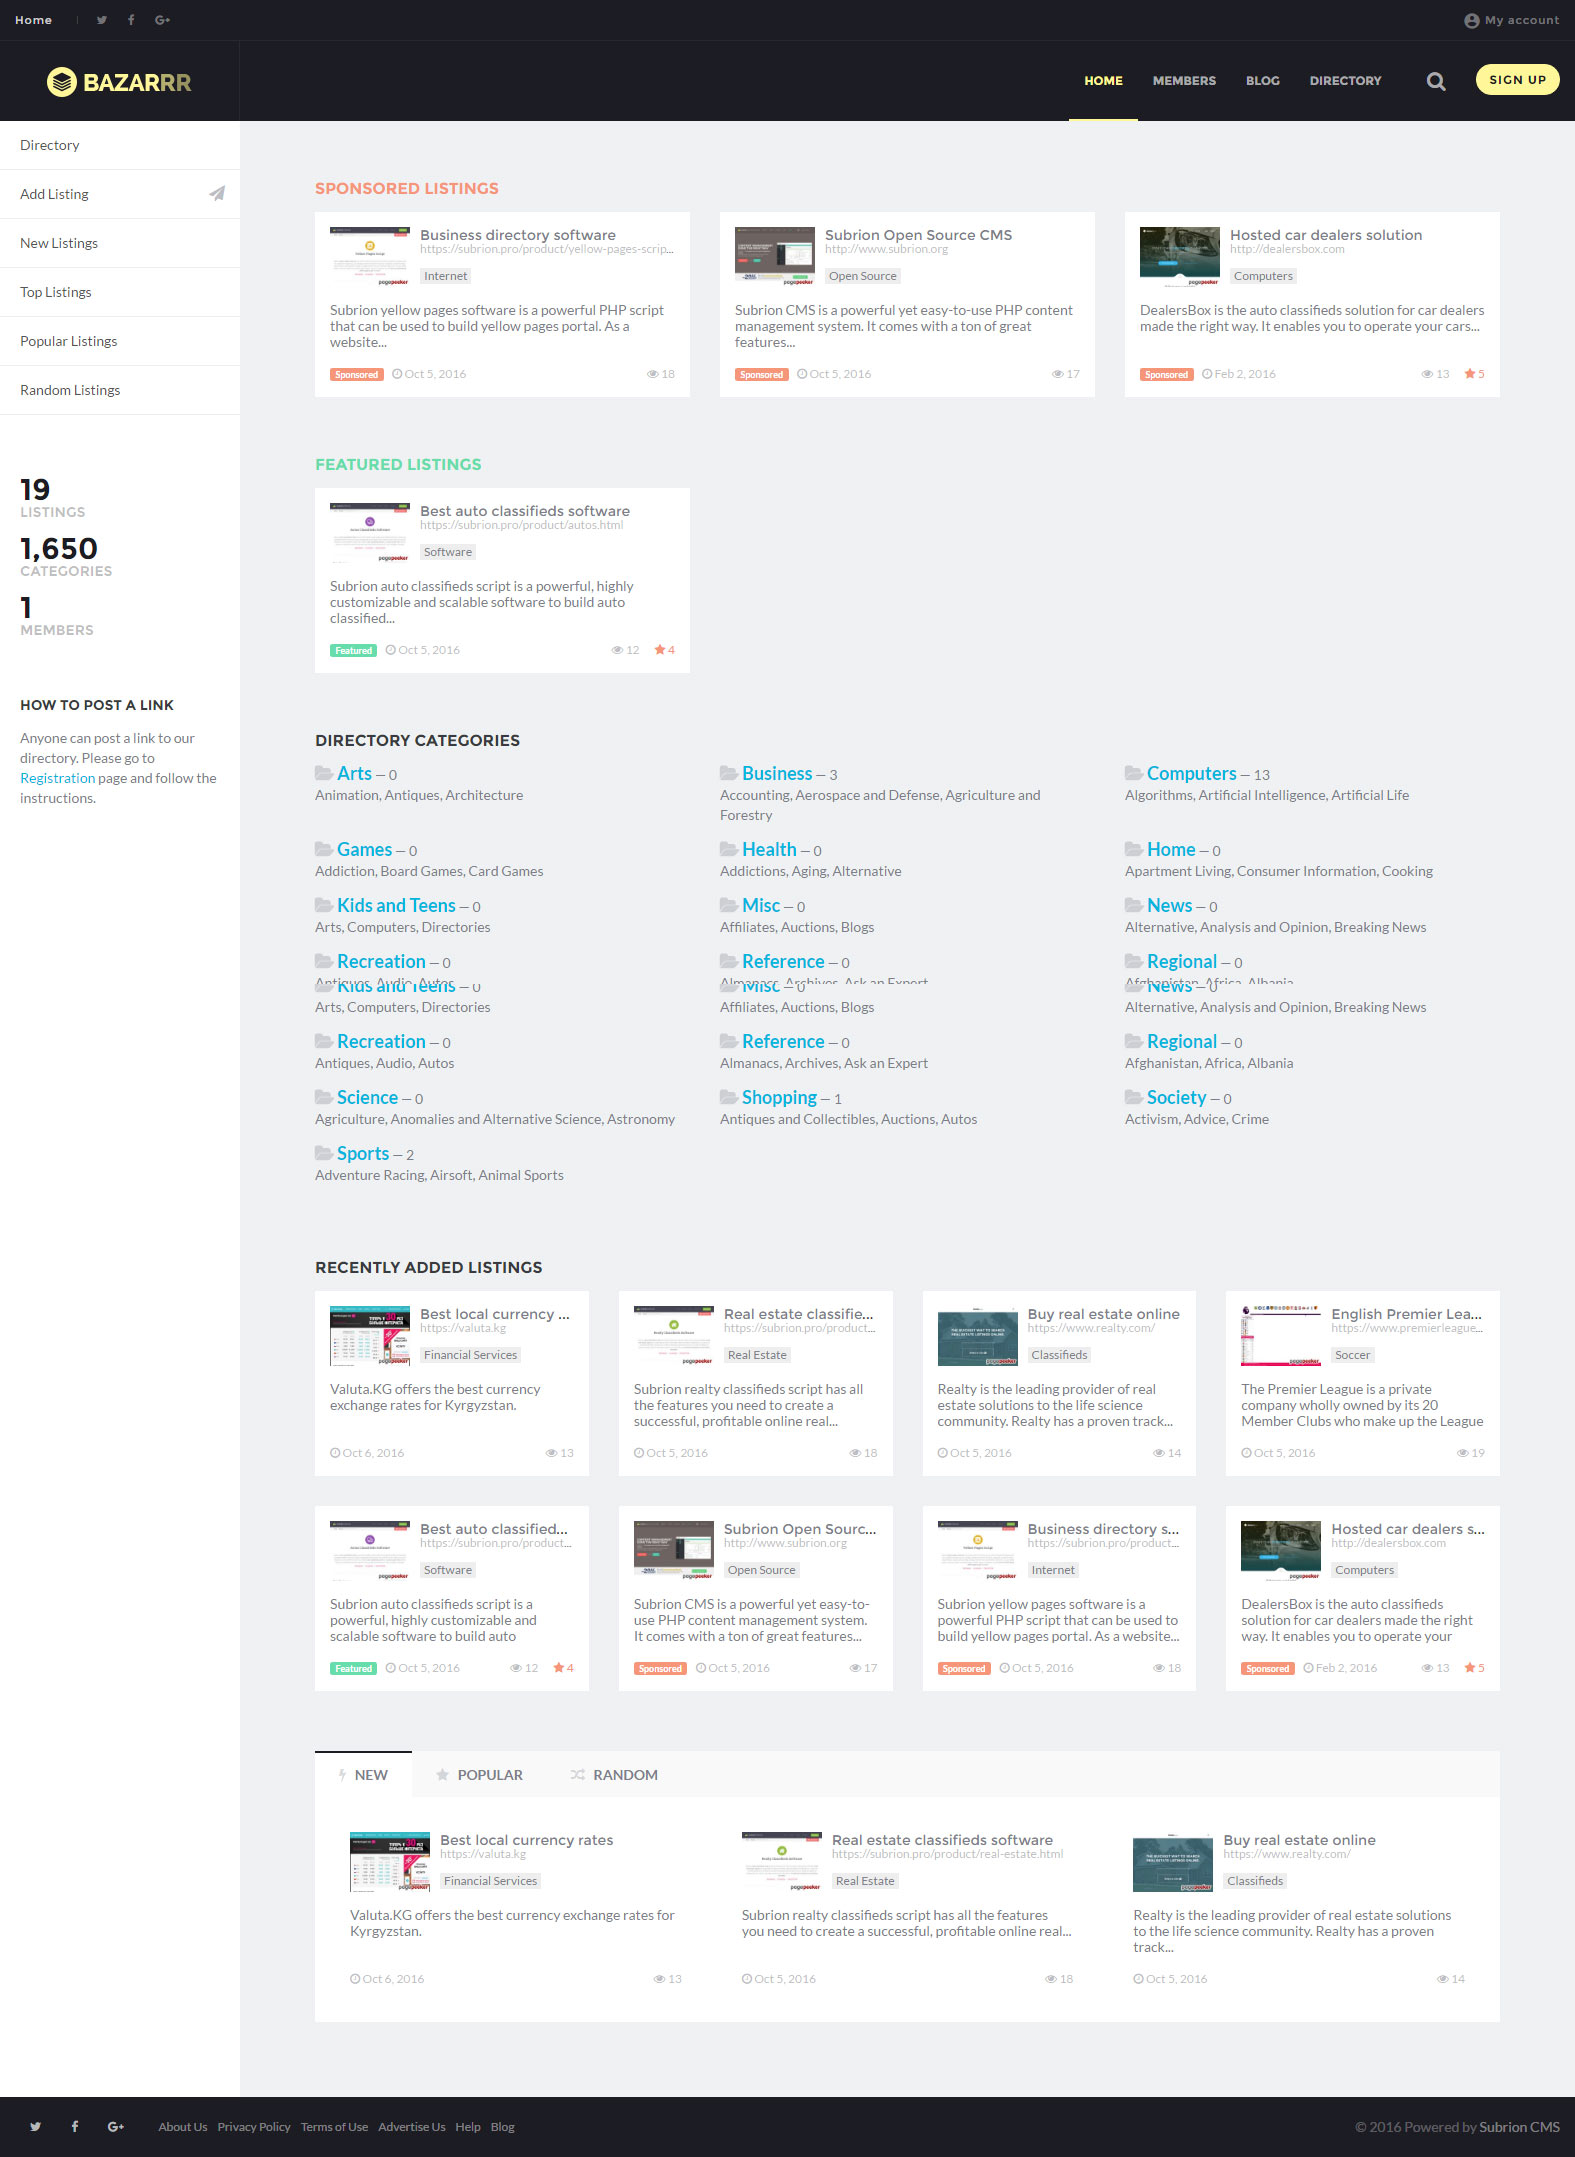 Home
My account
BAZARRR
HOME MEMBERS BLOG DIRECTORY
SIGN UP
Directory
Add Listing
New Listings
Top Listings
Popular Listings
Random Listings
19
LISTINGS
1,650
CATEGORIES
1
MEMBERS
HOW TO POST A LINK
Anyone can post a link to our
directory. Please go to
Registration page and follow the
instructions.
SPONSORED LISTINGS
Business directory software
https://subrion.pro/product/yellow-pages-scrip...
Internet
Subrion yellow pages software is a powerful PHP script
that can be used to build yellow pages portal. As a
website...
Sponsored Oct 5, 2016 18
Subrion Open Source CMS
http://www.subrion.org
Open Source
Subrion CMS is a powerful yet easy-to-use PHP content
management system. It comes with a ton of great
features...
Sponsored Oct 5, 2016 17
Hosted car dealers solution
http://dealersbox.com
Computers
DealersBox is the auto classifieds solution for car dealers
made the right way. It enables you to operate your cars...
Sponsored Feb 2, 2016 13 5
FEATURED LISTINGS
Best auto classifieds software
https://subrion.pro/product/autos.html
Software
Subrion auto classifieds script is a powerful, highly
customizable and scalable software to build auto
classified...
Featured Oct 5, 2016 12 4
DIRECTORY CATEGORIES
Arts – 0
Animation, Antiques, Architecture
Business – 3
Accounting, Aerospace and Defense, Agriculture and
Forestry
Computers – 13
Algorithms, Artificial Intelligence, Artificial Life
Games – 0
Addiction, Board Games, Card Games
Health – 0
Addictions, Aging, Alternative
Home – 0
Apartment Living, Consumer Information, Cooking
Kids and Teens – 0
Arts, Computers, Directories
Misc – 0
Affiliates, Auctions, Blogs
News – 0
Alternative, Analysis and Opinion, Breaking News
Recreation – 0
Antiques, Audio, Autos
Reference – 0
Almanacs, Archives, Ask an Expert
Regional – 0
Afghanistan, Africa, Albania
Kids and Teens – 0
Arts, Computers, Directories
Misc – 0
Affiliates, Auctions, Blogs
News – 0
Alternative, Analysis and Opinion, Breaking News
Recreation – 0
Antiques, Audio, Autos
Reference – 0
Almanacs, Archives, Ask an Expert
Regional – 0
Afghanistan, Africa, Albania
Science – 0
Agriculture, Anomalies and Alternative Science, Astronomy
Shopping – 1
Antiques and Collectibles, Auctions, Autos
Society – 0
Activism, Advice, Crime
Sports – 2
Adventure Racing, Airsoft, Animal Sports
RECENTLY ADDED LISTINGS
Best local currency ...
https://valuta.kg
Financial Services
Valuta.KG offers the best currency
exchange rates for Kyrgyzstan.
Oct 6, 2016 13
Real estate classifie...
https://subrion.pro/product...
Real Estate
Subrion realty classifieds script has all
the features you need to create a
successful, profitable online real...
Oct 5, 2016 18
Buy real estate online
https://www.realty.com/
Classifieds
Realty is the leading provider of real
estate solutions to the life science
community. Realty has a proven track...
Oct 5, 2016 14
English Premier Lea...
https://www.premierleague...
Soccer
The Premier League is a private
company wholly owned by its 20
Member Clubs who make up the League
Oct 5, 2016 19
Best auto classified...
https://subrion.pro/product...
Software
Subrion auto classifieds script is a
powerful, highly customizable and
scalable software to build auto
Featured Oct 5, 2016 12 4
Subrion Open Sourc...
http://www.subrion.org
Open Source
Subrion CMS is a powerful yet easy-to-
use PHP content management system.
It comes with a ton of great features...
Sponsored Oct 5, 2016 17
Business directory s...
https://subrion.pro/product...
Internet
Subrion yellow pages software is a
powerful PHP script that can be used to
build yellow pages portal. As a website...
Sponsored Oct 5, 2016 18
Hosted car dealers s...
http://dealersbox.com
Computers
DealersBox is the auto classifieds
solution for car dealers made the right
way. It enables you to operate your
Sponsored Feb 2, 2016 13 5
NEW POPULAR RANDOM
Best local currency rates
https://valuta.kg
Financial Services
Valuta.KG offers the best currency exchange rates for
Kyrgyzstan.
Oct 6, 2016 13
Real estate classifieds software
https://subrion.pro/product/real-estate.html
Real Estate
Subrion realty classifieds script has all the features
you need to create a successful, profitable online real...
Oct 5, 2016 18
Buy real estate online
https://www.realty.com/
Classifieds
Realty is the leading provider of real estate solutions
to the life science community. Realty has a proven
track...
Oct 5, 2016 14
About Us Privacy Policy Terms of Use Advertise Us Help Blog
© 2016 Powered by Subrion CMS